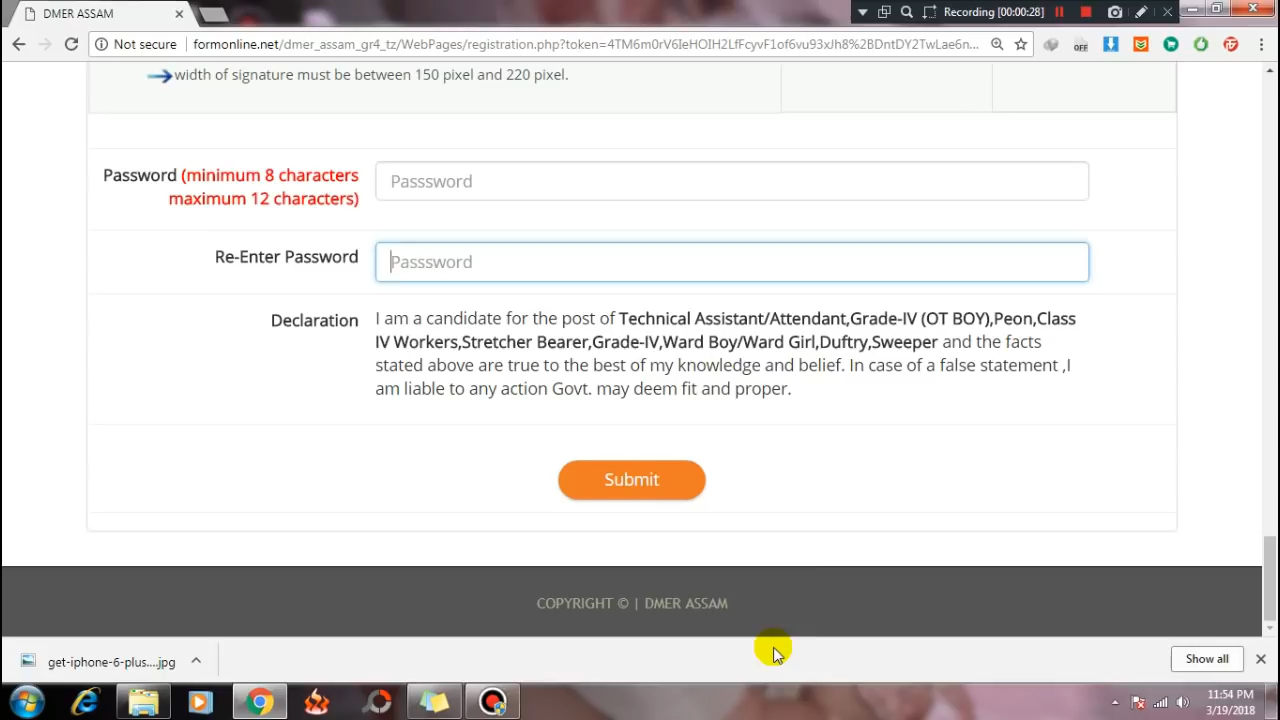 DMER ASSAM
Recording [00:00:28]
Not secure formonline.net/dmer_assam_gr4_tz/WebPages/registration.php?token=4TM6m0rV6IeHOIH2LfFcyvF1of6vu93xJh8%2BDntDY2TwLae6n...
OFF
width of signature must be between 150 pixel and 220 pixel.
Password (minimum 8 characters
maximum 12 characters)
Passsword
Re-Enter Password
Passsword
Declaration
I am a candidate for the post of Technical Assistant/Attendant,Grade-IV (OT BOY),Peon,Class
IV Workers,Stretcher Bearer,Grade-IV,Ward Boy/Ward Girl,Duftry,Sweeper and the facts
stated above are true to the best of my knowledge and belief. In case of a false statement ,I
am liable to any action Govt. may deem fit and proper.
Submit
COPYRIGHT © | DMER ASSAM
get-iphone-6-plus....jpg
Show all
11:54 PM
3/19/2018